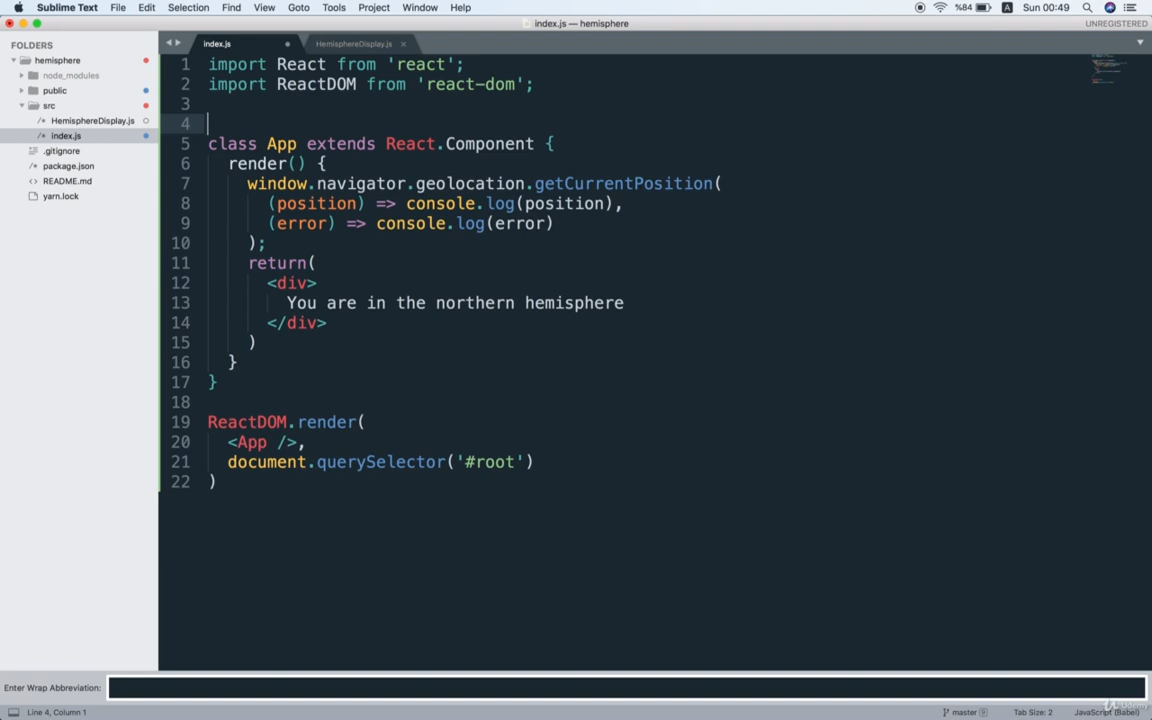 Sublime Text File Edit Selection Find View Goto Tools Project Window Help %84 A Sun 00:49
index.js — hemisphere UNREGISTERED
FOLDERS
hemisphere
node_modules
public
src
HemisphereDisplay.js
index.js
.gitignore
package.json
README.md
yarn.lock
index.js HemisphereDisplay.js
1 import React from 'react';
2 import ReactDOM from 'react-dom';
3
4
5 class App extends React.Component {
6 render() {
7 window.navigator.geolocation.getCurrentPosition(
8 (position) => console.log(position),
9 (error) => console.log(error)
10 );
11 return(
12 <div>
13 You are in the northern hemisphere
14 </div>
15 )
16 }
17 }
18
19 ReactDOM.render(
20 <App />,
21 document.querySelector('#root')
22 )
Enter Wrap Abbreviation:
Line 4, Column 1 master 9 Tab Size: 2 JavaScript (Babel)